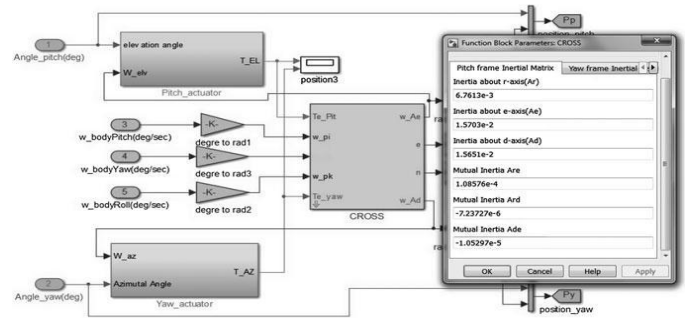 1
Angle_pitch(deg)
elevation angle
W_elv
T_EL
Pitch_actuator
position3
Pp
position_pitch
3
w_bodyPitch(deg/sec)
-K-
degre to rad1
4
w_bodyYaw(deg/sec)
-K-
degre to rad3
5
w_bodyRoll(deg/sec)
-K-
degre to rad2
Te_Plt
w_pi
w_pk
Te_yaw
w_Ae
e
n
w_Ad
CROSS
W_az
Azimutal Angle
T_AZ
Yaw_actuator
2
Angle_yaw(deg)
Py
position_yaw
Function Block Parameters: CROSS
Pitch frame Inertial Matrix
Yaw frame Inertial
Inertia about r-axis(Ar)
6.7613e-3
Inertia about e-axis(Ae)
1.5703e-2
Inertia about d-axis(Ad)
1.5651e-2
Mutual Inertia Are
1.08576e-4
Mutual Inertia Ard
-7.23727e-6
Mutual Inertia Ade
-1.05297e-5
OK
Cancel
Help
Apply